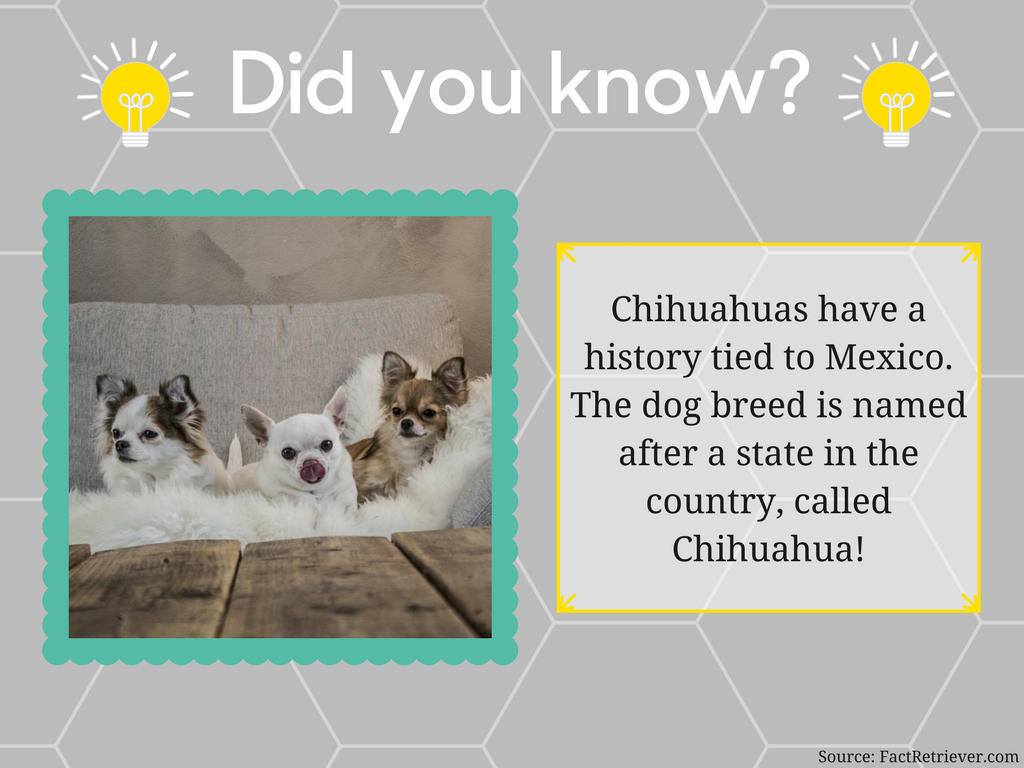 Did you know?
Chihuahuas have a
history tied to Mexico.
The dog breed is named
after a state in the
country, called
Chihuahua!
Source: FactRetriever.com